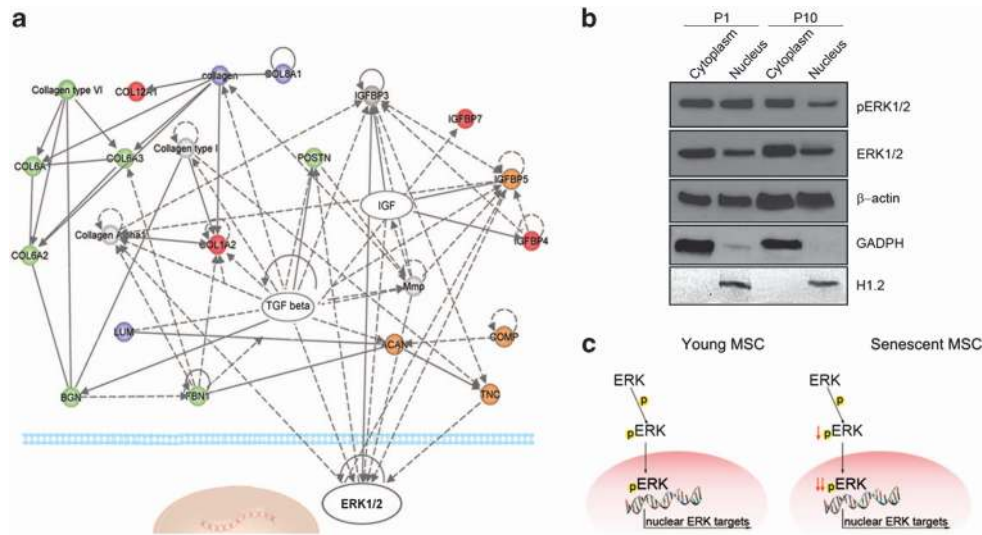 a
Collagen type VI
COL12A1
collagen
COL8A1
IGFBP3
IGFBP7
COL6A
COL6A3
Collagen type I
POSTN
IGFBP5
IGF
COL6A2
Collagen Alpha1
COL1A2
IGFBP4
TGF beta
Mmp
LUM
ACAN
COMP
BGN
FBN1
TNC
ERK1/2
b
P1 P10
Cytoplasm Nucleus Cytoplasm Nucleus
pERK1/2
ERK1/2
β-actin
GADPH
H1.2
c
Young MSC Senescent MSC
ERK ERK
p p
pERK pERK
pERK pERK
nuclear ERK targets nuclear ERK targets